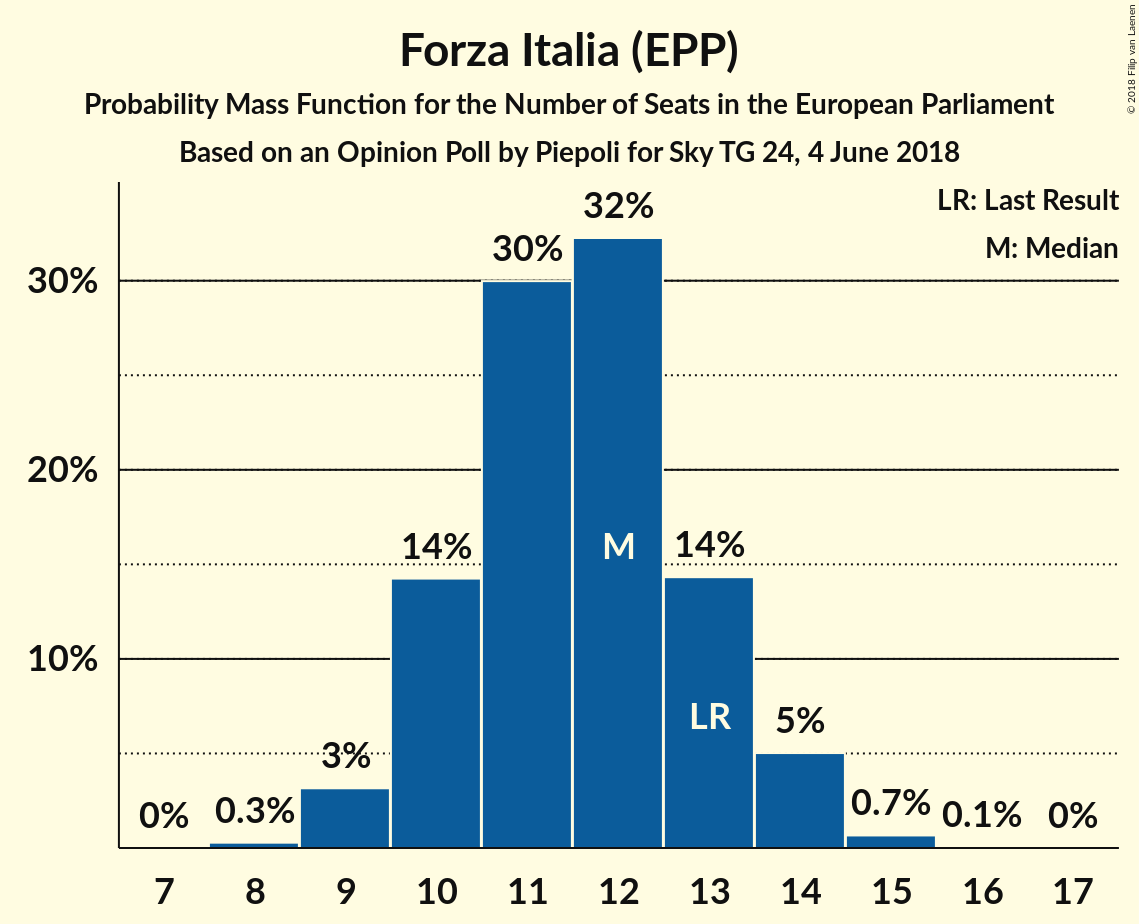 Forza Italia (EPP)
Probability Mass Function for the Number of Seats in the European Parliament
Based on an Opinion Poll by Piepoli for Sky TG 24, 4 June 2018
© 2018 Filip van Laenen
LR: Last Result
M: Median
30%
20%
10%
0%
0.3%
3%
14%
30%
32%
14%
5%
0.7%
0.1%
0%
M
LR
7 8 9 10 11 12 13 14 15 16 17